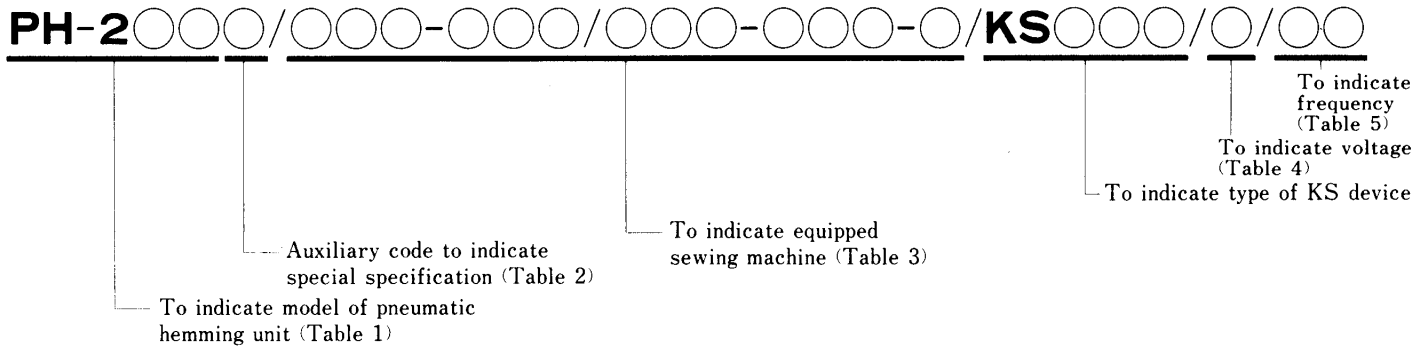 PH-2○○○/○○○-○○○/○○○-○○○-○/KS○○○/○/○○
To indicate
frequency
(Table 5)
To indicate voltage
(Table 4)
To indicate type of KS device
To indicate equipped
sewing machine (Table 3)
Auxiliary code to indicate
special specification (Table 2)
To indicate model of pneumatic
hemming unit (Table 1)